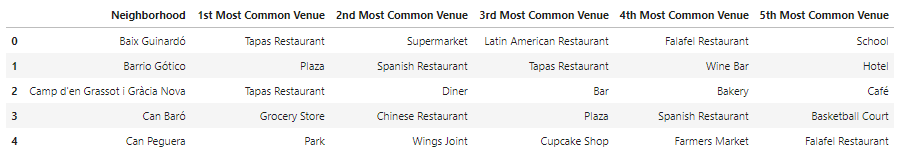 Neighborhood 1st Most Common Venue 2nd Most Common Venue 3rd Most Common Venue 4th Most Common Venue 5th Most Common Venue
0 Baix Guinardó Tapas Restaurant Supermarket Latin American Restaurant Falafel Restaurant School
1 Barrio Gótico Plaza Spanish Restaurant Tapas Restaurant Wine Bar Hotel
2 Camp d'en Grassot i Gràcia Nova Tapas Restaurant Diner Bar Bakery Café
3 Can Baró Grocery Store Chinese Restaurant Plaza Spanish Restaurant Basketball Court
4 Can Peguera Park Wings Joint Cupcake Shop Farmers Market Falafel Restaurant